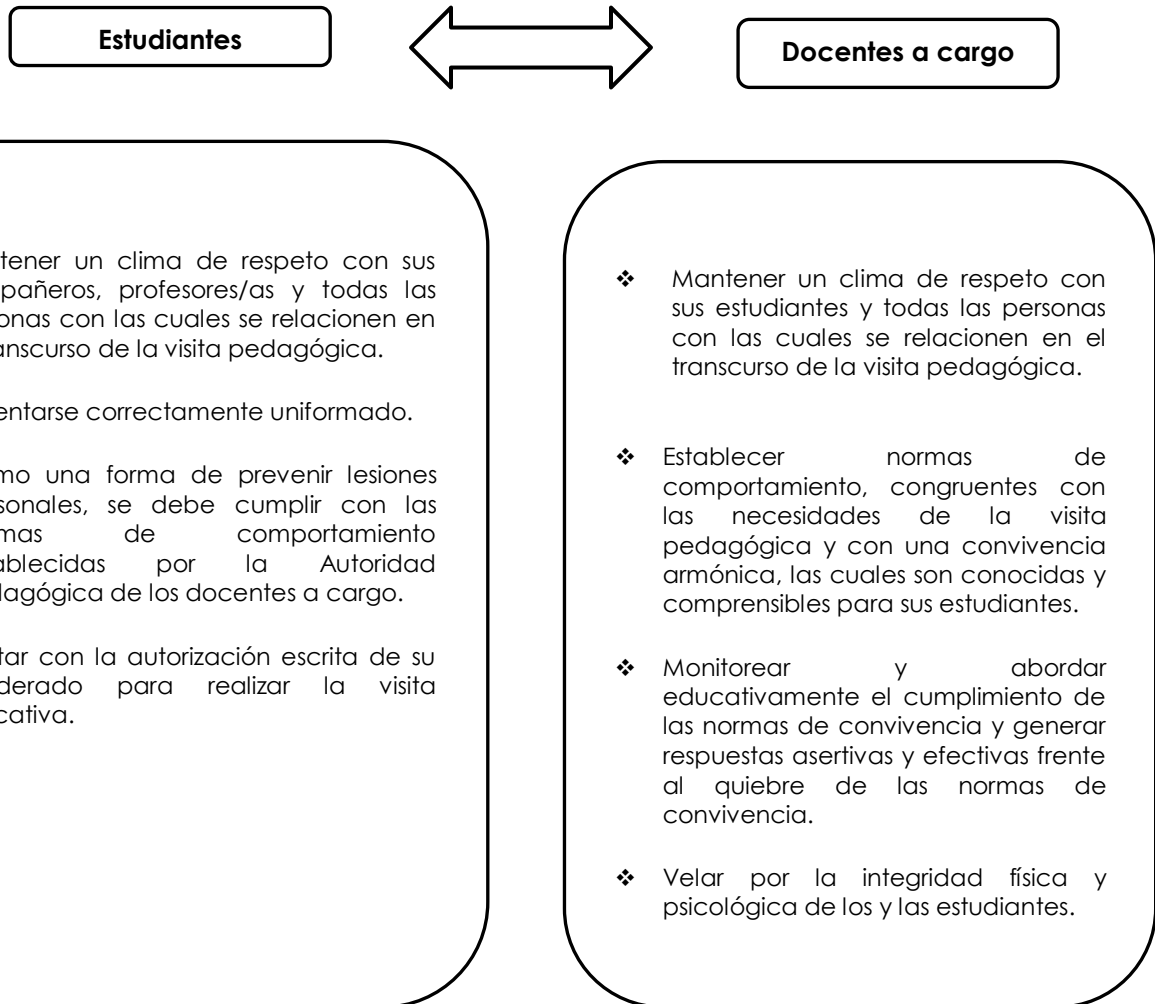 Estudiantes
Docentes a cargo
tener un clima de respeto con sus
pañeros, profesores/as y todas las
onas con las cuales se relacionen en
anscurso de la visita pedagógica.
entarse correctamente uniformado.
mo una forma de prevenir lesiones
sonales, se debe cumplir con las
mas de comportamiento
ablecidas por la Autoridad
dagógica de los docentes a cargo.
tar con la autorización escrita de su
derado para realizar la visita
cativa.
❖ Mantener un clima de respeto con
sus estudiantes y todas las personas
con las cuales se relacionen en el
transcurso de la visita pedagógica.
❖ Establecer normas de
comportamiento, congruentes con
las necesidades de la visita
pedagógica y con una convivencia
armónica, las cuales son conocidas y
comprensibles para sus estudiantes.
❖ Monitorear y abordar
educativamente el cumplimiento de
las normas de convivencia y generar
respuestas asertivas y efectivas frente
al quiebre de las normas de
convivencia.
❖ Velar por la integridad física y
psicológica de los y las estudiantes.